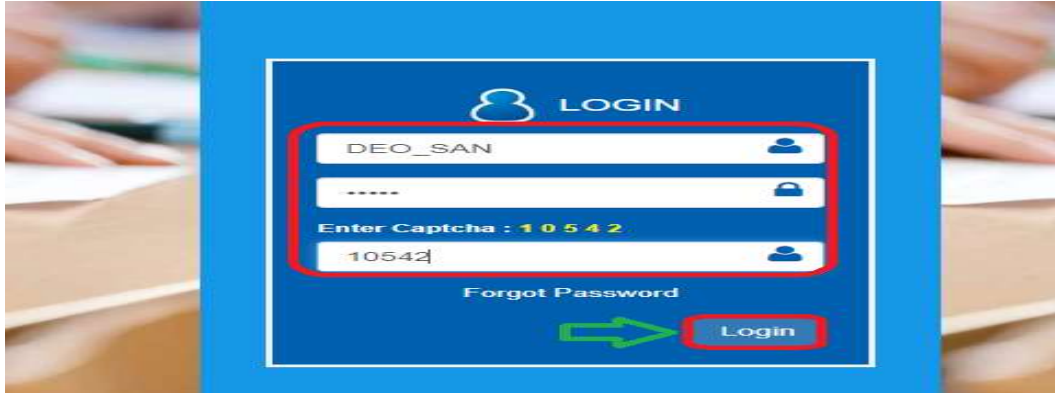 LOGIN
DEO_SAN
•••••
Enter Captcha : 1 0 5 4 2
10542
Forgot Password
Login